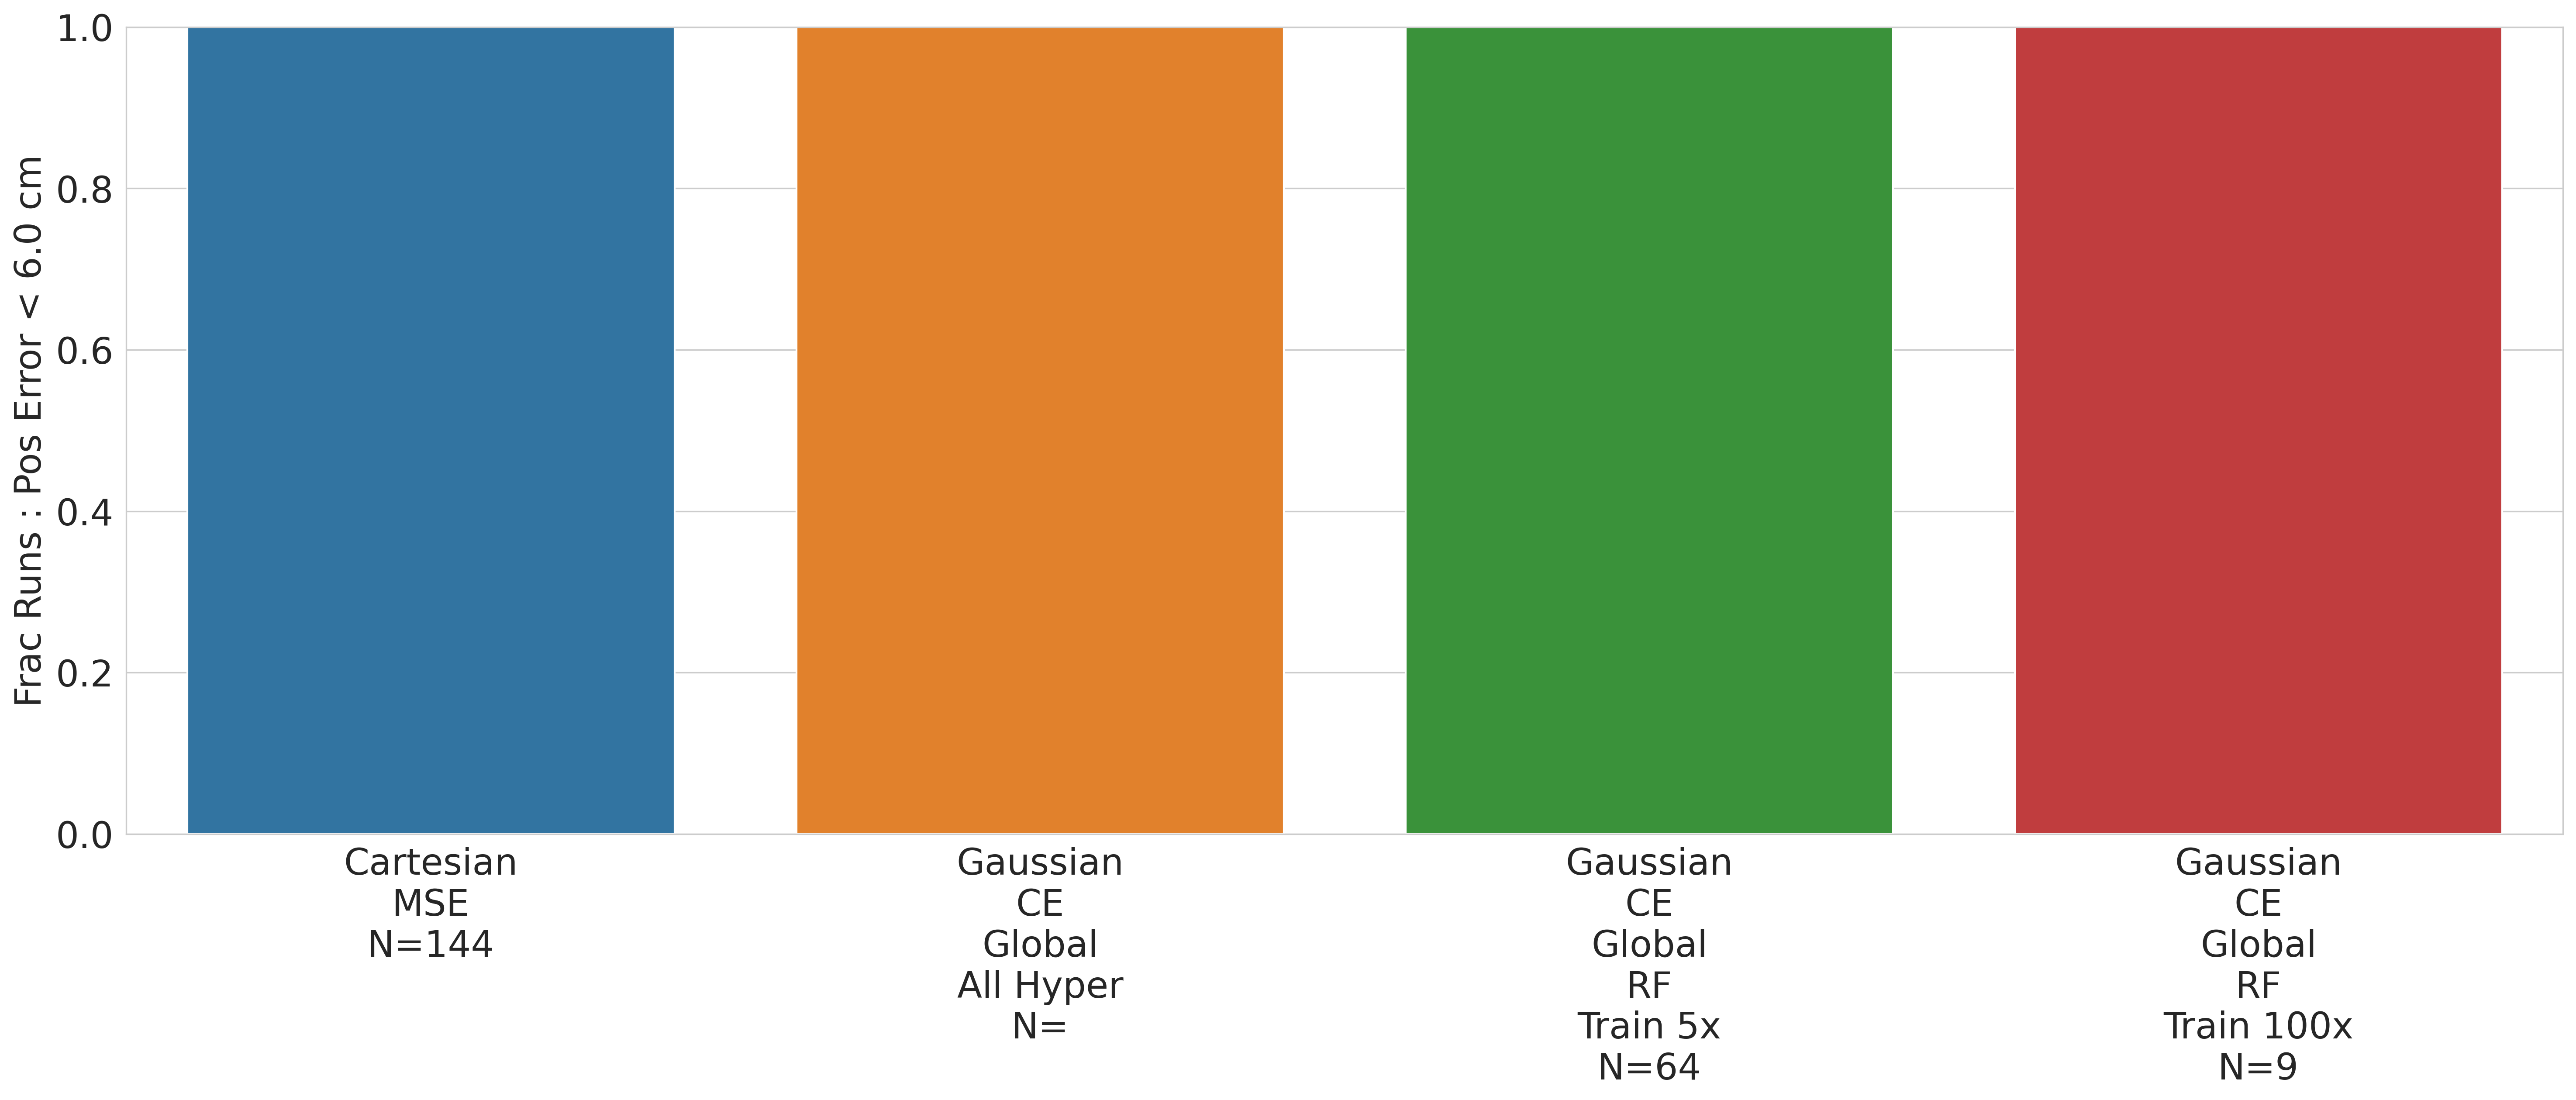 Frac Runs : Pos Error < 6.0 cm
1.0
0.8
0.6
0.4
0.2
0.0
Cartesian
MSE
N=144
Gaussian
CE
Global
All Hyper
N=
Gaussian
CE
Global
RF
Train 5x
N=64
Gaussian
CE
Global
RF
Train 100x
N=9